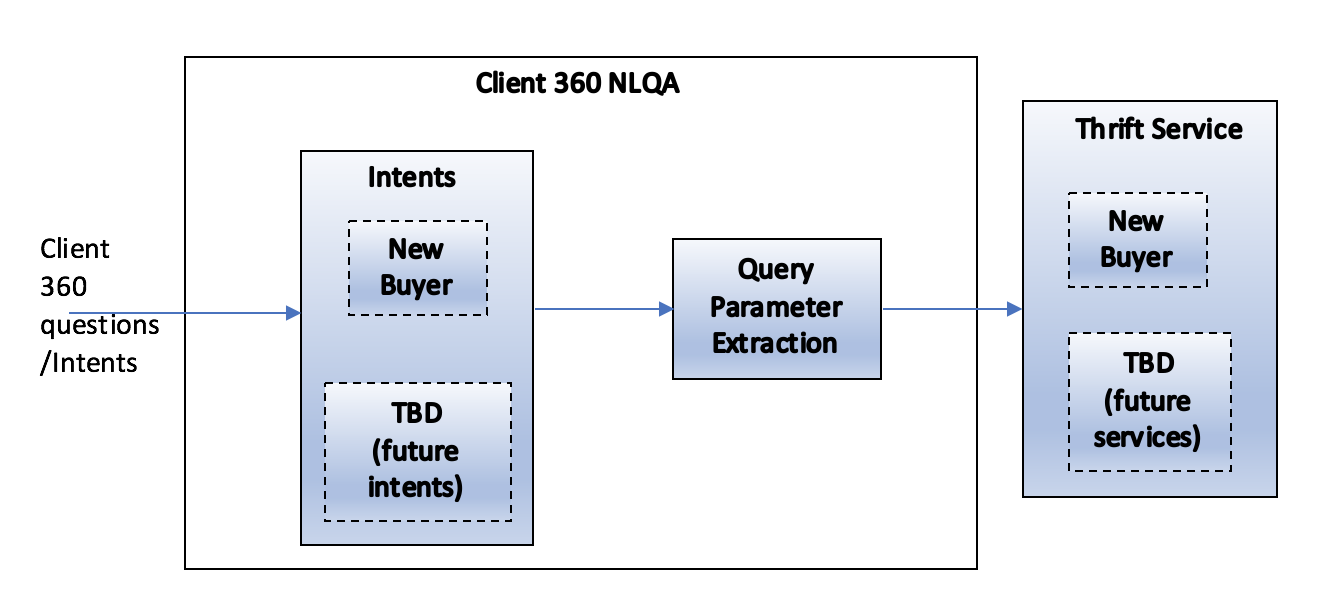 Client 360 NLQA
Client
360
questions
/Intents
Intents
New
Buyer
TBD
(future
intents)
Query
Parameter
Extraction
Thrift Service
New
Buyer
TBD
(future
services)